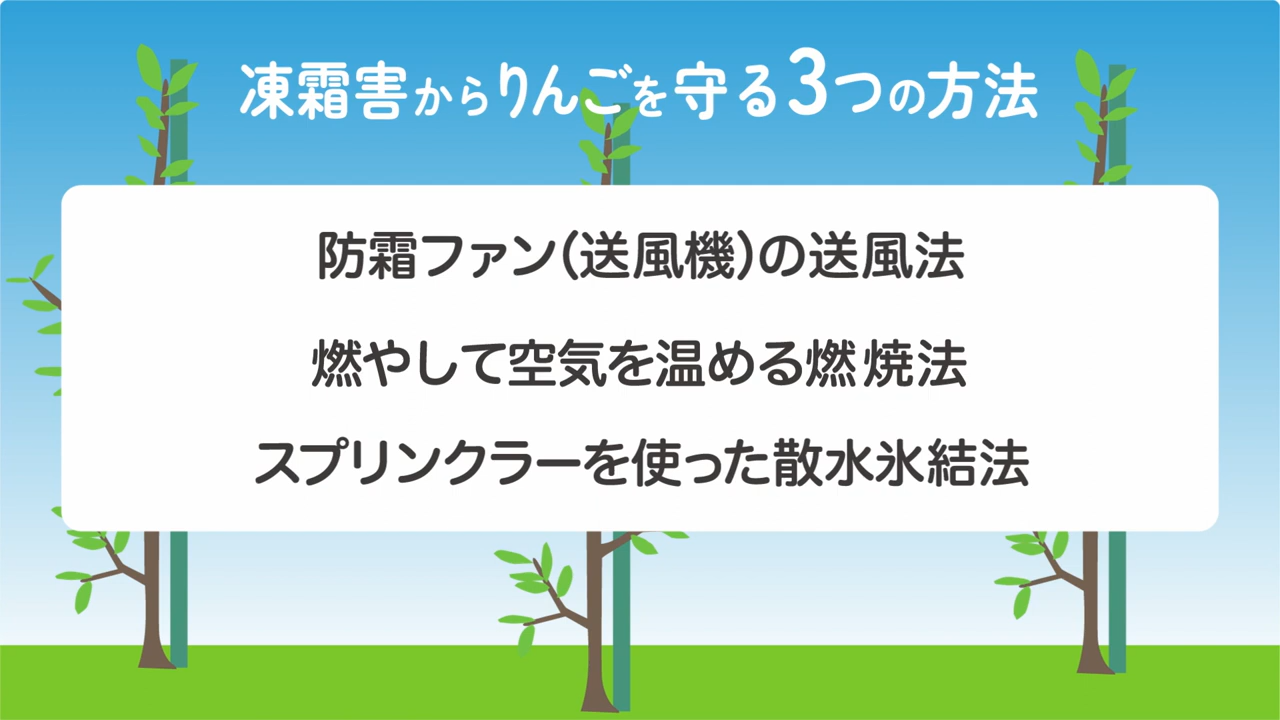 凍霜害からりんごを守る3つの方法
防霜ファン(送風機)の送風法
燃やして空気を温める燃焼法
スプリンクラーを使った散水氷結法